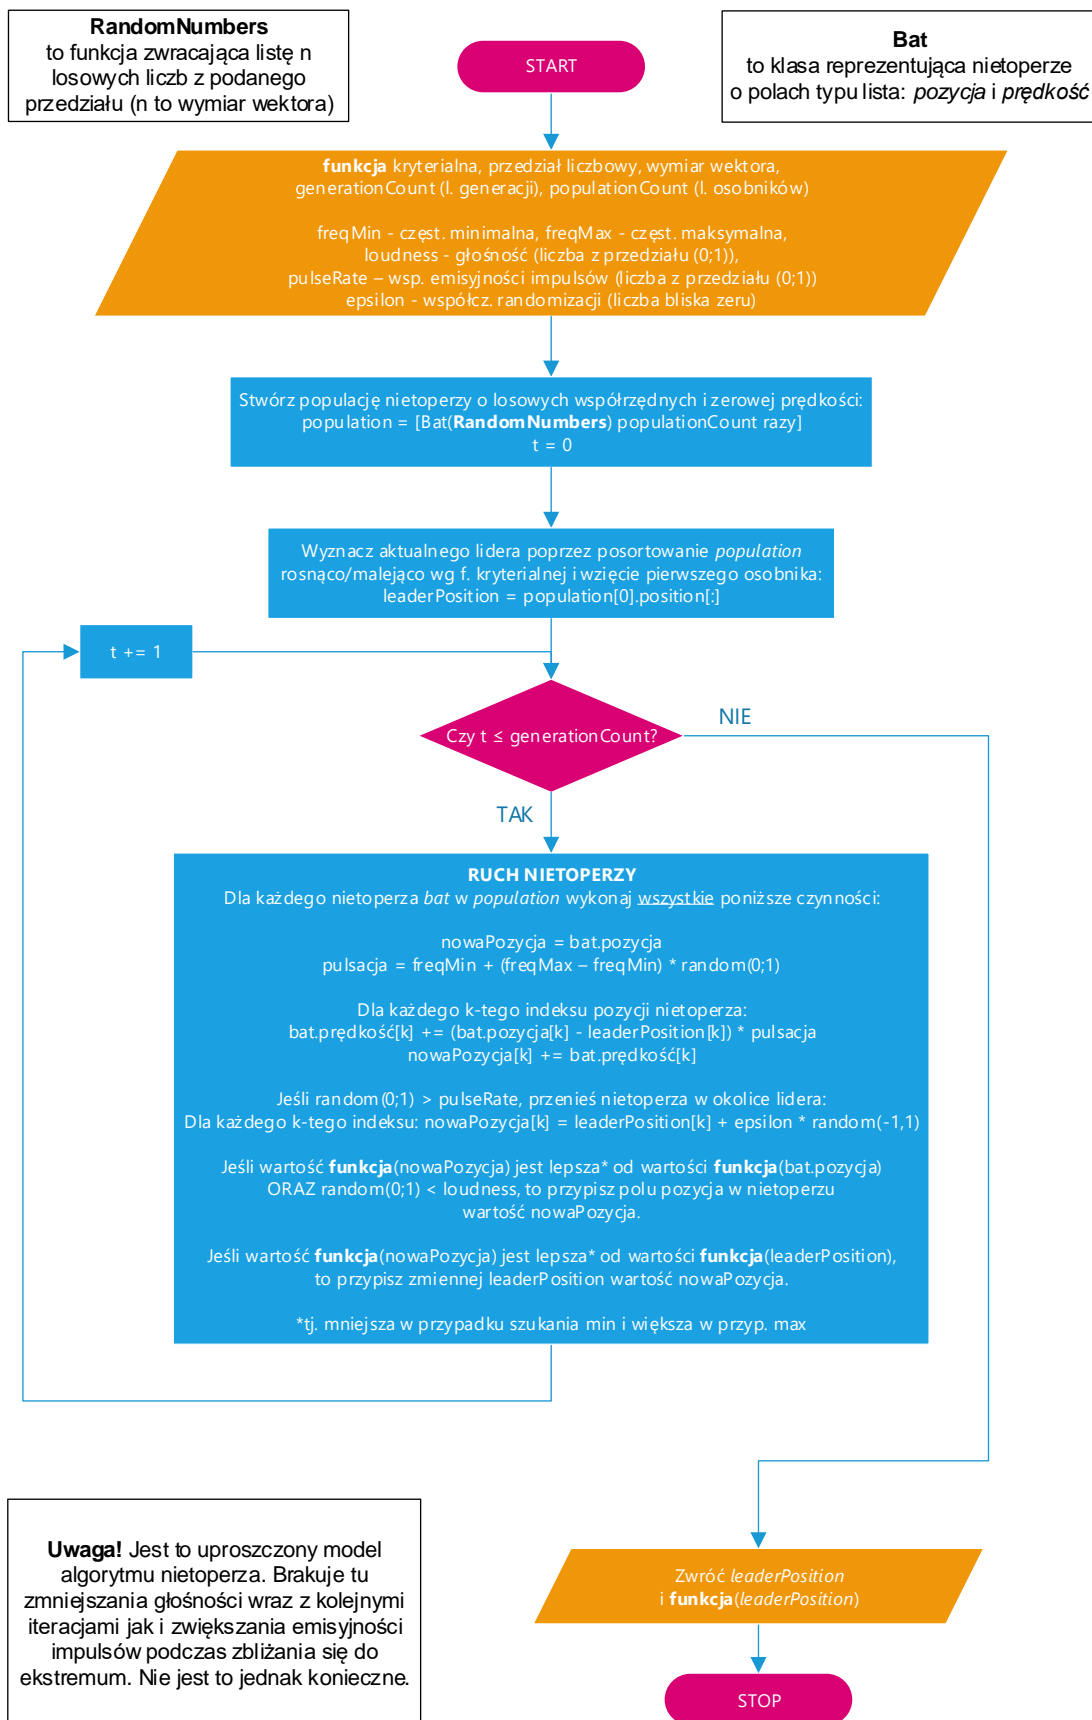 RandomNumbers
to funkcja zwracająca listę n
losowych liczb z podanego
przedziału (n to wymiar wektora)
START
Bat
to klasa reprezentująca nietoperze
o polach typu lista: pozycja i prędkość
funkcja kryterialna, przedział liczbowy, wymiar wektora,
generationCount (l. generacji), populationCount (l. osobników)
freqMin - częst. minimalna, freqMax - częst. maksymalna,
loudness - głośność (liczba z przedziału (0;1)),
pulseRate – wsp. emisyjności impulsów (liczba z przedziału (0;1))
epsilon - współcz. randomizacji (liczba bliska zeru)
Stwórz populację nietoperzy o losowych współrzędnych i zerowej prędkości:
population = [Bat(RandomNumbers) populationCount razy]
t = 0
Wyznacz aktualnego lidera poprzez posortowanie population
rosnąco/malejąco wg f. kryterialnej i wzięcie pierwszego osobnika:
leaderPosition = population[0].position[:]
t += 1
Czy t ≤ generationCount?
NIE
TAK
RUCH NIETOPERZY
Dla każdego nietoperza bat w population wykonaj wszystkie poniższe czynności:
nowaPozycja = bat.pozycja
pulsacja = freqMin + (freqMax – freqMin) * random(0;1)
Dla każdego k-tego indeksu pozycji nietoperza:
bat.prędkość[k] += (bat.pozycja[k] - leaderPosition[k]) * pulsacja
nowaPozycja[k] += bat.prędkość[k]
Jeśli random(0;1) > pulseRate, przenieś nietoperza w okolice lidera:
Dla każdego k-tego indeksu: nowaPozycja[k] = leaderPosition[k] + epsilon * random(-1,1)
Jeśli wartość funkcja(nowaPozycja) jest lepsza* od wartości funkcja(bat.pozycja)
ORAZ random(0;1) < loudness, to przypisz polu pozycja w nietoperzu
wartość nowaPozycja.
Jeśli wartość funkcja(nowaPozycja) jest lepsza* od wartości funkcja(leaderPosition),
to przypisz zmiennej leaderPosition wartość nowaPozycja.
*tj. mniejsza w przypadku szukania min i większa w przyp. max
Uwaga! Jest to uproszczony model
algorytmu nietoperza. Brakuje tu
zmniejszania głośności wraz z kolejnymi
iteracjami jak i zwiększania emisyjności
impulsów podczas zbliżania się do
ekstremum. Nie jest to jednak konieczne.
Zwróć leaderPosition
i funkcja(leaderPosition)
STOP